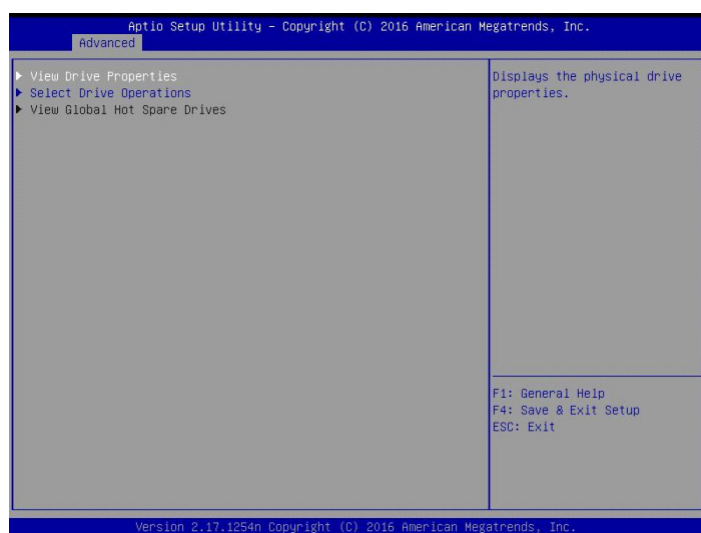 Aptio Setup Utility – Copyright (C) 2016 American Megatrends, Inc.
Advanced
▶ View Drive Properties
▶ Select Drive Operations
▶ View Global Hot Spare Drives
Displays the physical drive
properties.
F1: General Help
F4: Save & Exit Setup
ESC: Exit
Version 2.17.1254n Copyright (C) 2016 American Megatrends, Inc.